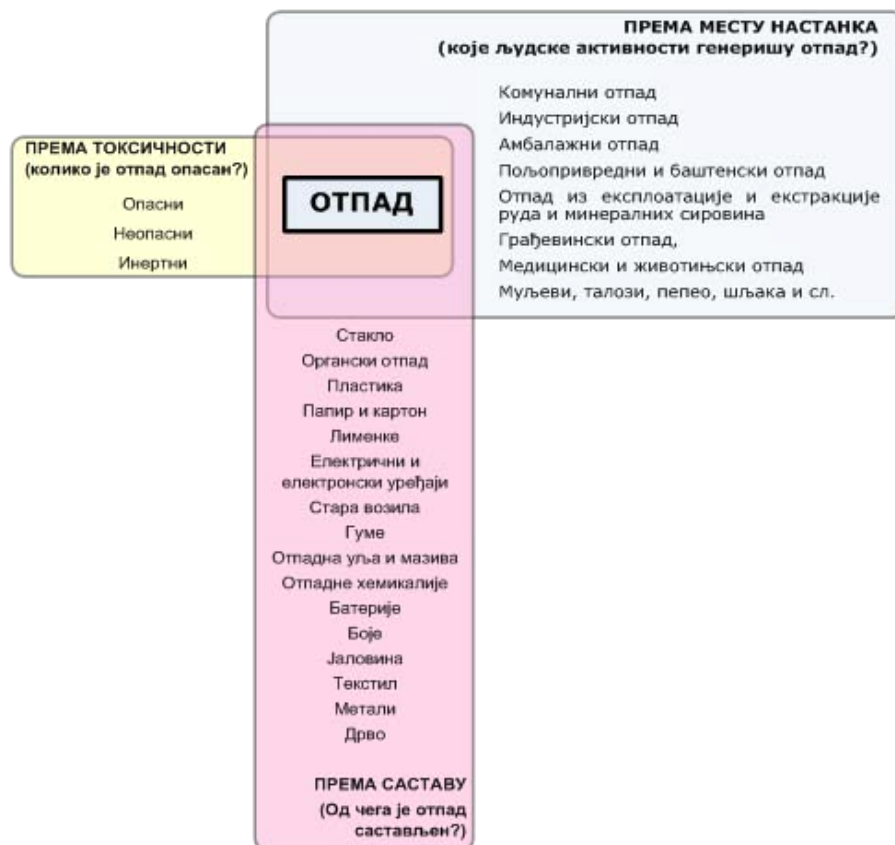 ПРЕМА МЕСТУ НАСТАНКА
(које људске активности генеришу отпад?)
Комунални отпад
Индустријски отпад
Амбалажни отпад
Пољопривредни и баштенски отпад
Отпад из експлоатације и екстракције
руда и минералних сировина
Грађевински отпад,
Медицински и животињски отпад
Муљеви, талози, пепео, шљака и сл.
ПРЕМА ТОКСИЧНОСТИ
(колико је отпад опасан?)
Опасни
Неопасни
Инертни
ОТПАД
Стакло
Органски отпад
Пластика
Папир и картон
Лименке
Електрични и
електронски уређаји
Стара возила
Гуме
Отпадна уља и мазива
Отпадне хемикалије
Батерије
Боје
Јаловина
Текстил
Метали
Дрво
ПРЕМА САСТАВУ
(Од чега је отпад
састављен?)